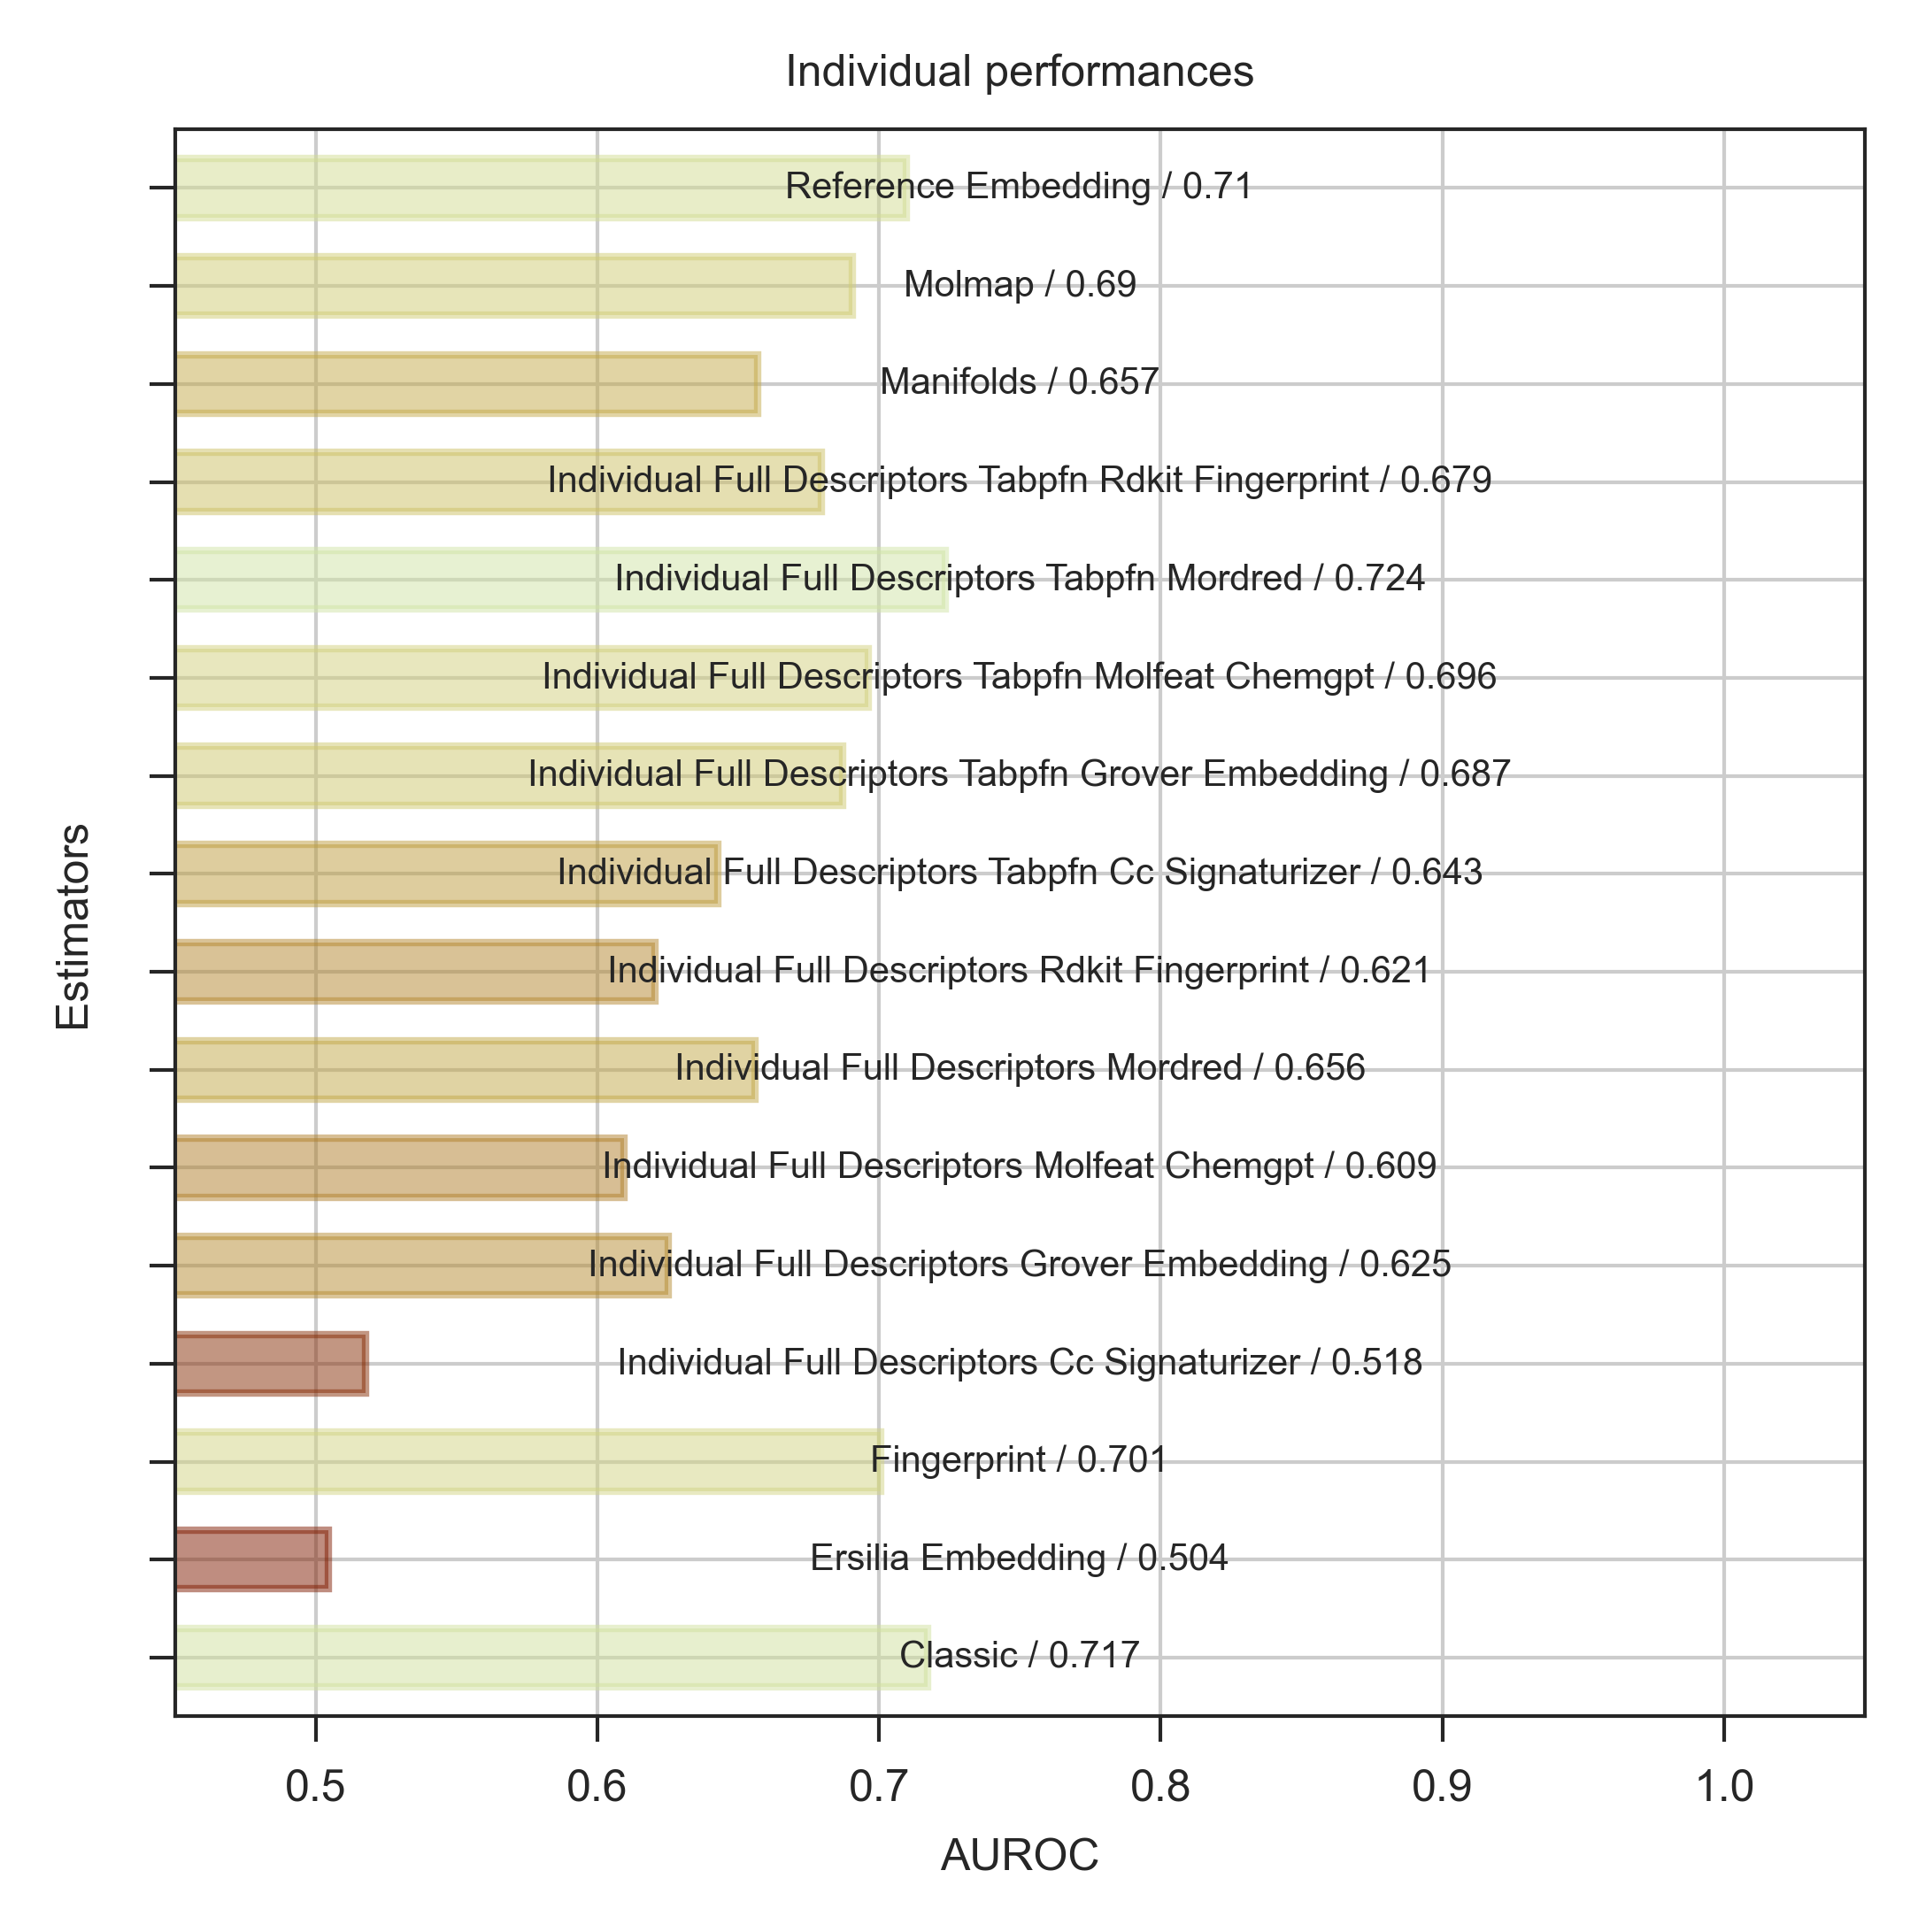 Individual performances
Reference Embedding / 0.71
Molmap / 0.69
Manifolds / 0.657
Individual Full Descriptors Tabpfn Rdkit Fingerprint / 0.679
Individual Full Descriptors Tabpfn Mordred / 0.724
Individual Full Descriptors Tabpfn Molfeat Chemgpt / 0.696
Individual Full Descriptors Tabpfn Grover Embedding / 0.687
Individual Full Descriptors Tabpfn Cc Signaturizer / 0.643
Individual Full Descriptors Rdkit Fingerprint / 0.621
Individual Full Descriptors Mordred / 0.656
Individual Full Descriptors Molfeat Chemgpt / 0.609
Individual Full Descriptors Grover Embedding / 0.625
Individual Full Descriptors Cc Signaturizer / 0.518
Fingerprint / 0.701
Ersilia Embedding / 0.504
Classic / 0.717
Estimators
0.5 0.6 0.7 0.8 0.9 1.0
AUROC